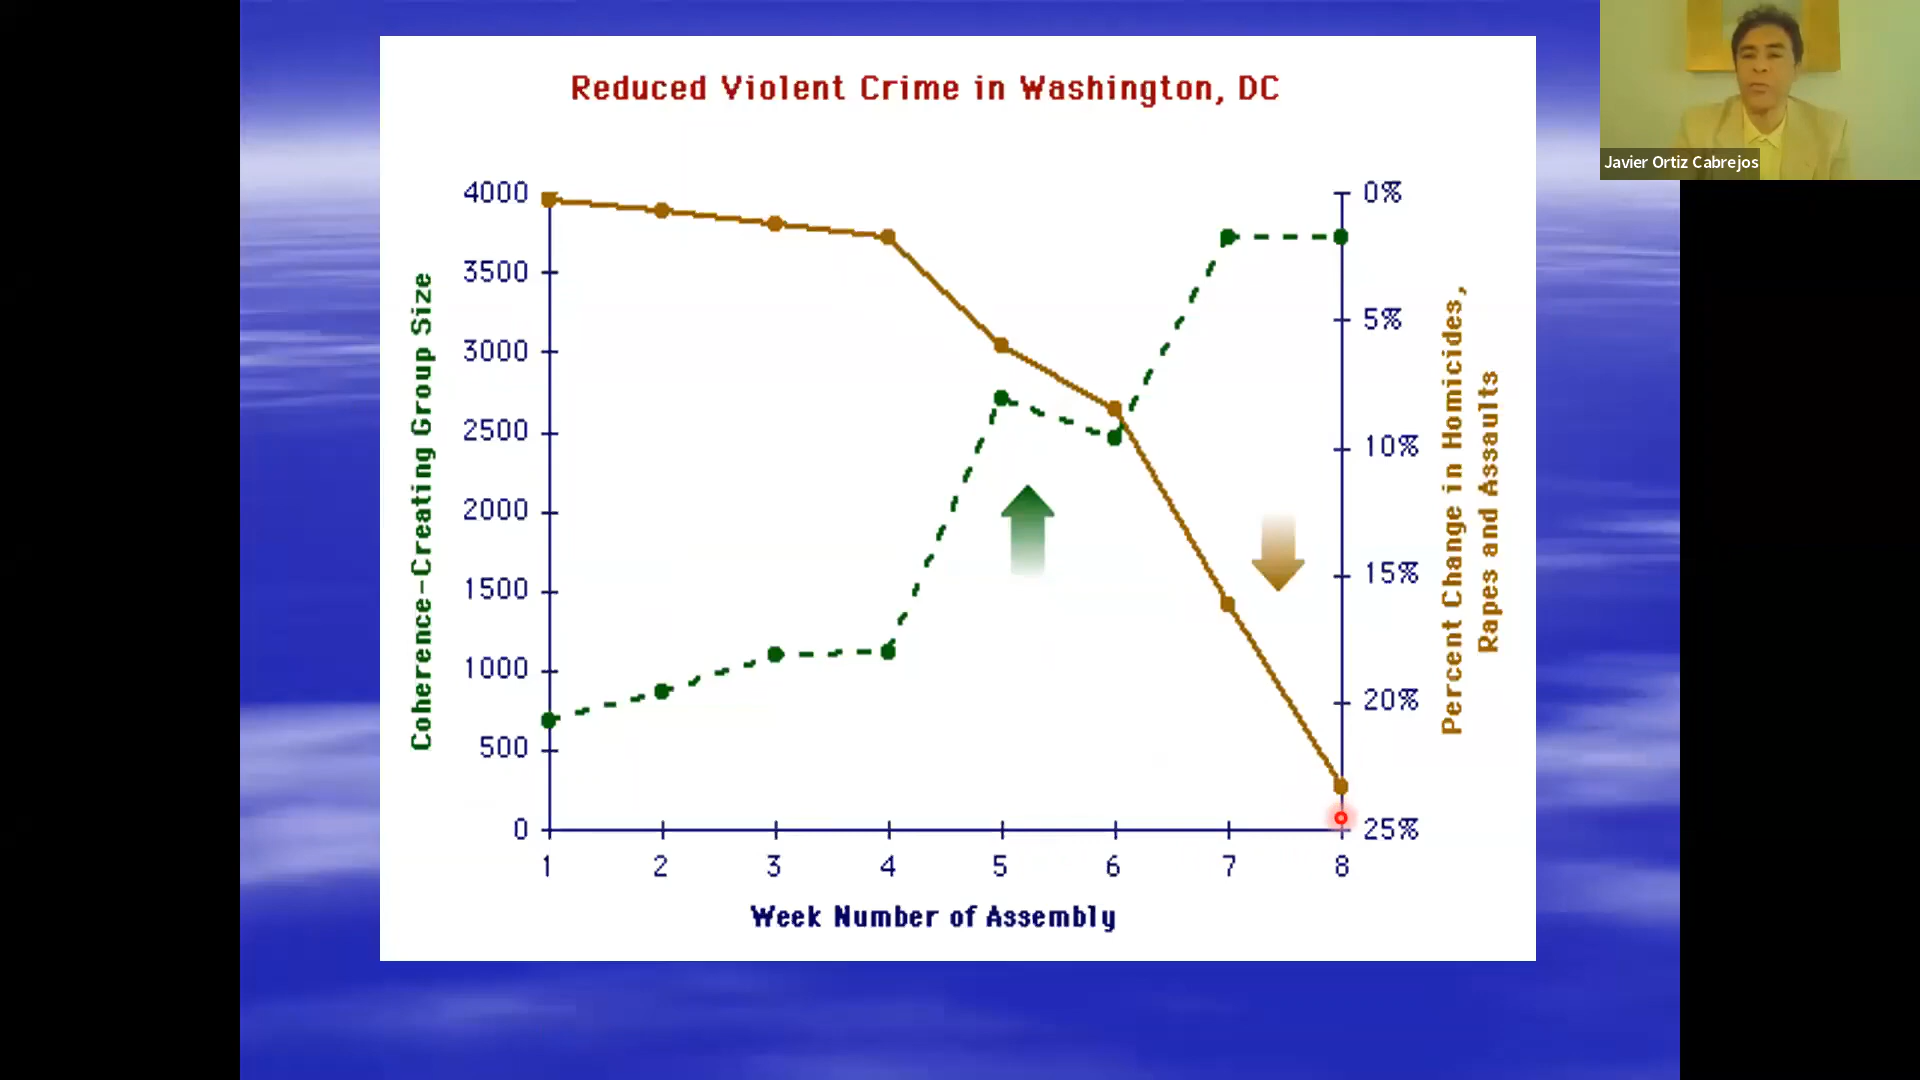 Reduced Violent Crime in Washington, DC
Javier Ortiz Cabrejos
Coherence-Creating Group Size
4000
3500
3000
2500
2000
1500
1000
500
0
0%
5%
10%
15%
20%
25%
Percent Change in Homicides,
Rapes and Assaults
1 2 3 4 5 6 7 8
Week Number of Assembly